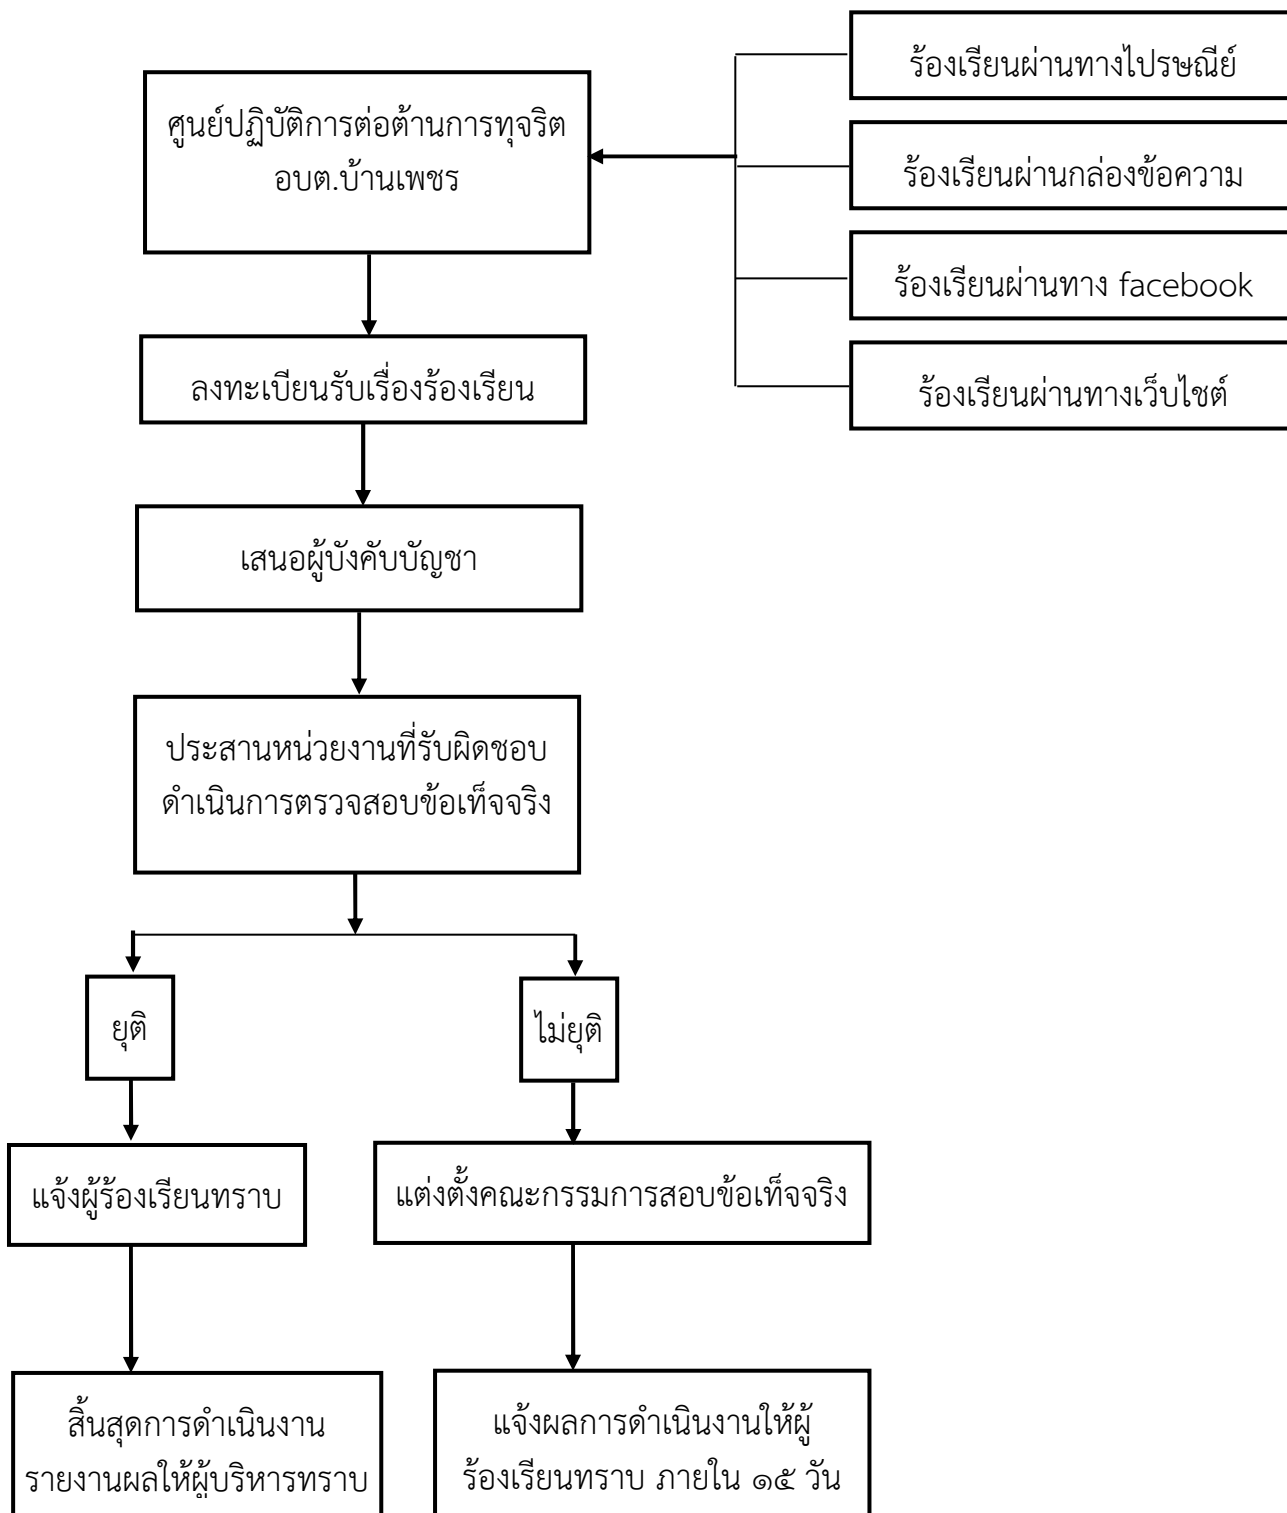 ร้องเรียนผ่านทางไปรษณีย์
ศูนย์ปฏิบัติการต่อต้านการทุจริต
อบต.บ้านเพชร
ร้องเรียนผ่านกล่องข้อความ
ร้องเรียนผ่านทาง facebook
ร้องเรียนผ่านทางเว็บไชต์
ลงทะเบียนรับเรื่องร้องเรียน
เสนอผู้บังคับบัญชา
ประสานหน่วยงานที่รับผิดชอบ
ดำเนินการตรวจสอบข้อเท็จจริง
ยุติ
ไม่ยุติ
แจ้งผู้ร้องเรียนทราบ
แต่งตั้งคณะกรรมการสอบข้อเท็จจริง
สิ้นสุดการดำเนินงาน
รายงานผลให้ผู้บริหารทราบ
แจ้งผลการดำเนินงานให้ผู้
ร้องเรียนทราบ ภายใน ๑๕ วัน